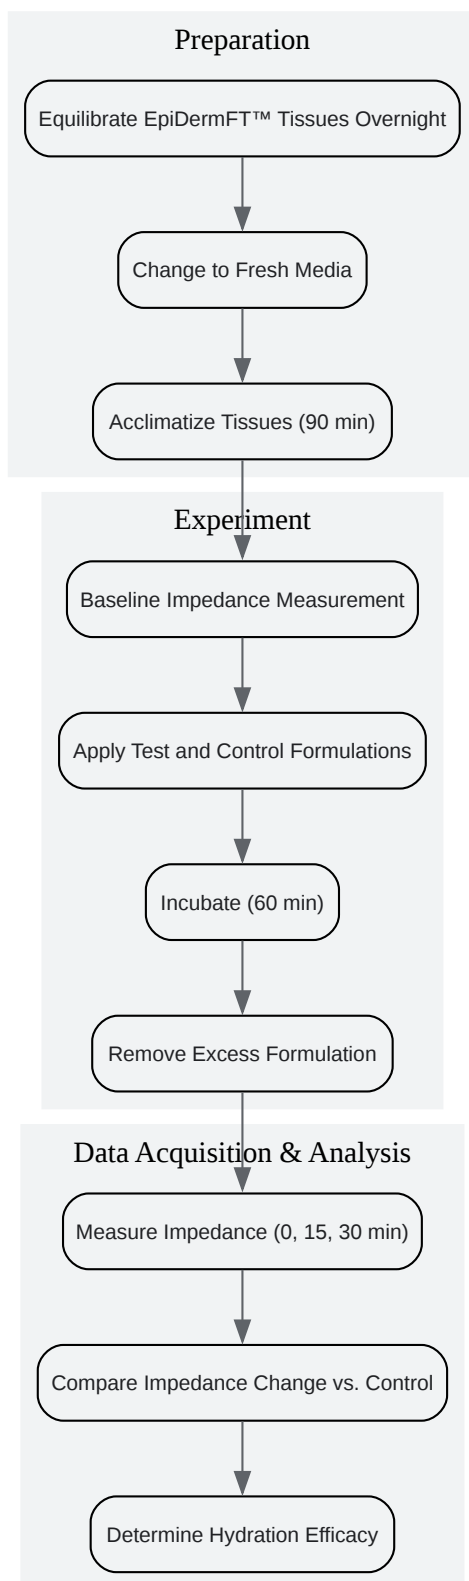 Preparation
Equilibrate EpiDermFT™ Tissues Overnight
Change to Fresh Media
Acclimatize Tissues (90 min)
Experiment
Baseline Impedance Measurement
Apply Test and Control Formulations
Incubate (60 min)
Remove Excess Formulation
Data Acquisition & Analysis
Measure Impedance (0, 15, 30 min)
Compare Impedance Change vs. Control
Determine Hydration Efficacy